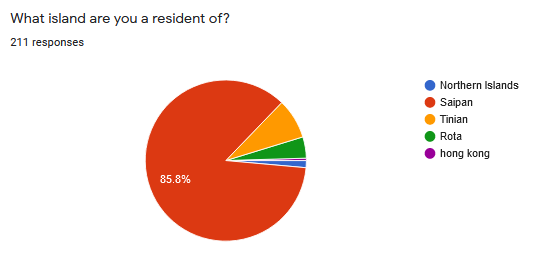 What island are you a resident of?
211 responses
Northern Islands
Saipan
Tinian
Rota
hong kong
85.8%